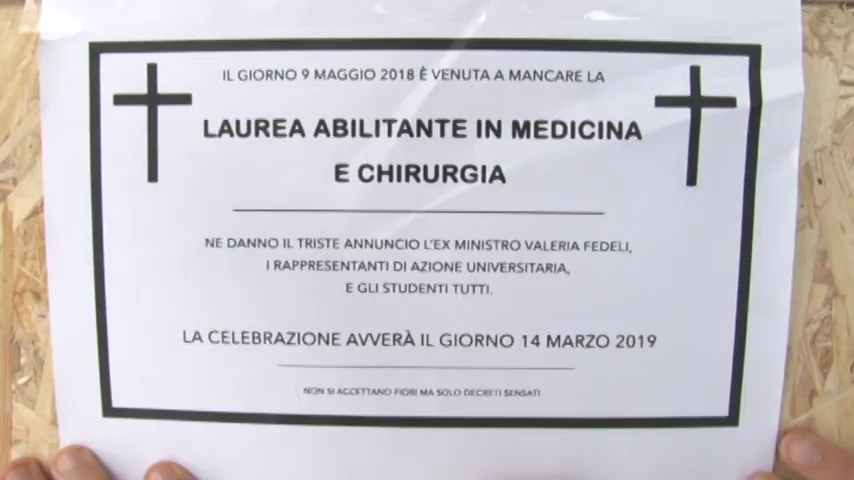 IL GIORNO 9 MAGGIO 2018 È VENUTA A MANCARE LA
LAUREA ABILITANTE IN MEDICINA
E CHIRURGIA
NE DANNO IL TRISTE ANNUNCIO L'EX MINISTRO VALERIA FEDELI,
I RAPPRESENTANTI DI AZIONE UNIVERSITARIA,
E GLI STUDENTI TUTTI.
LA CELEBRAZIONE AVVERÀ IL GIORNO 14 MARZO 2019
NON SI ACCETTANO FIORI MA SOLO DECRETI SENSATI